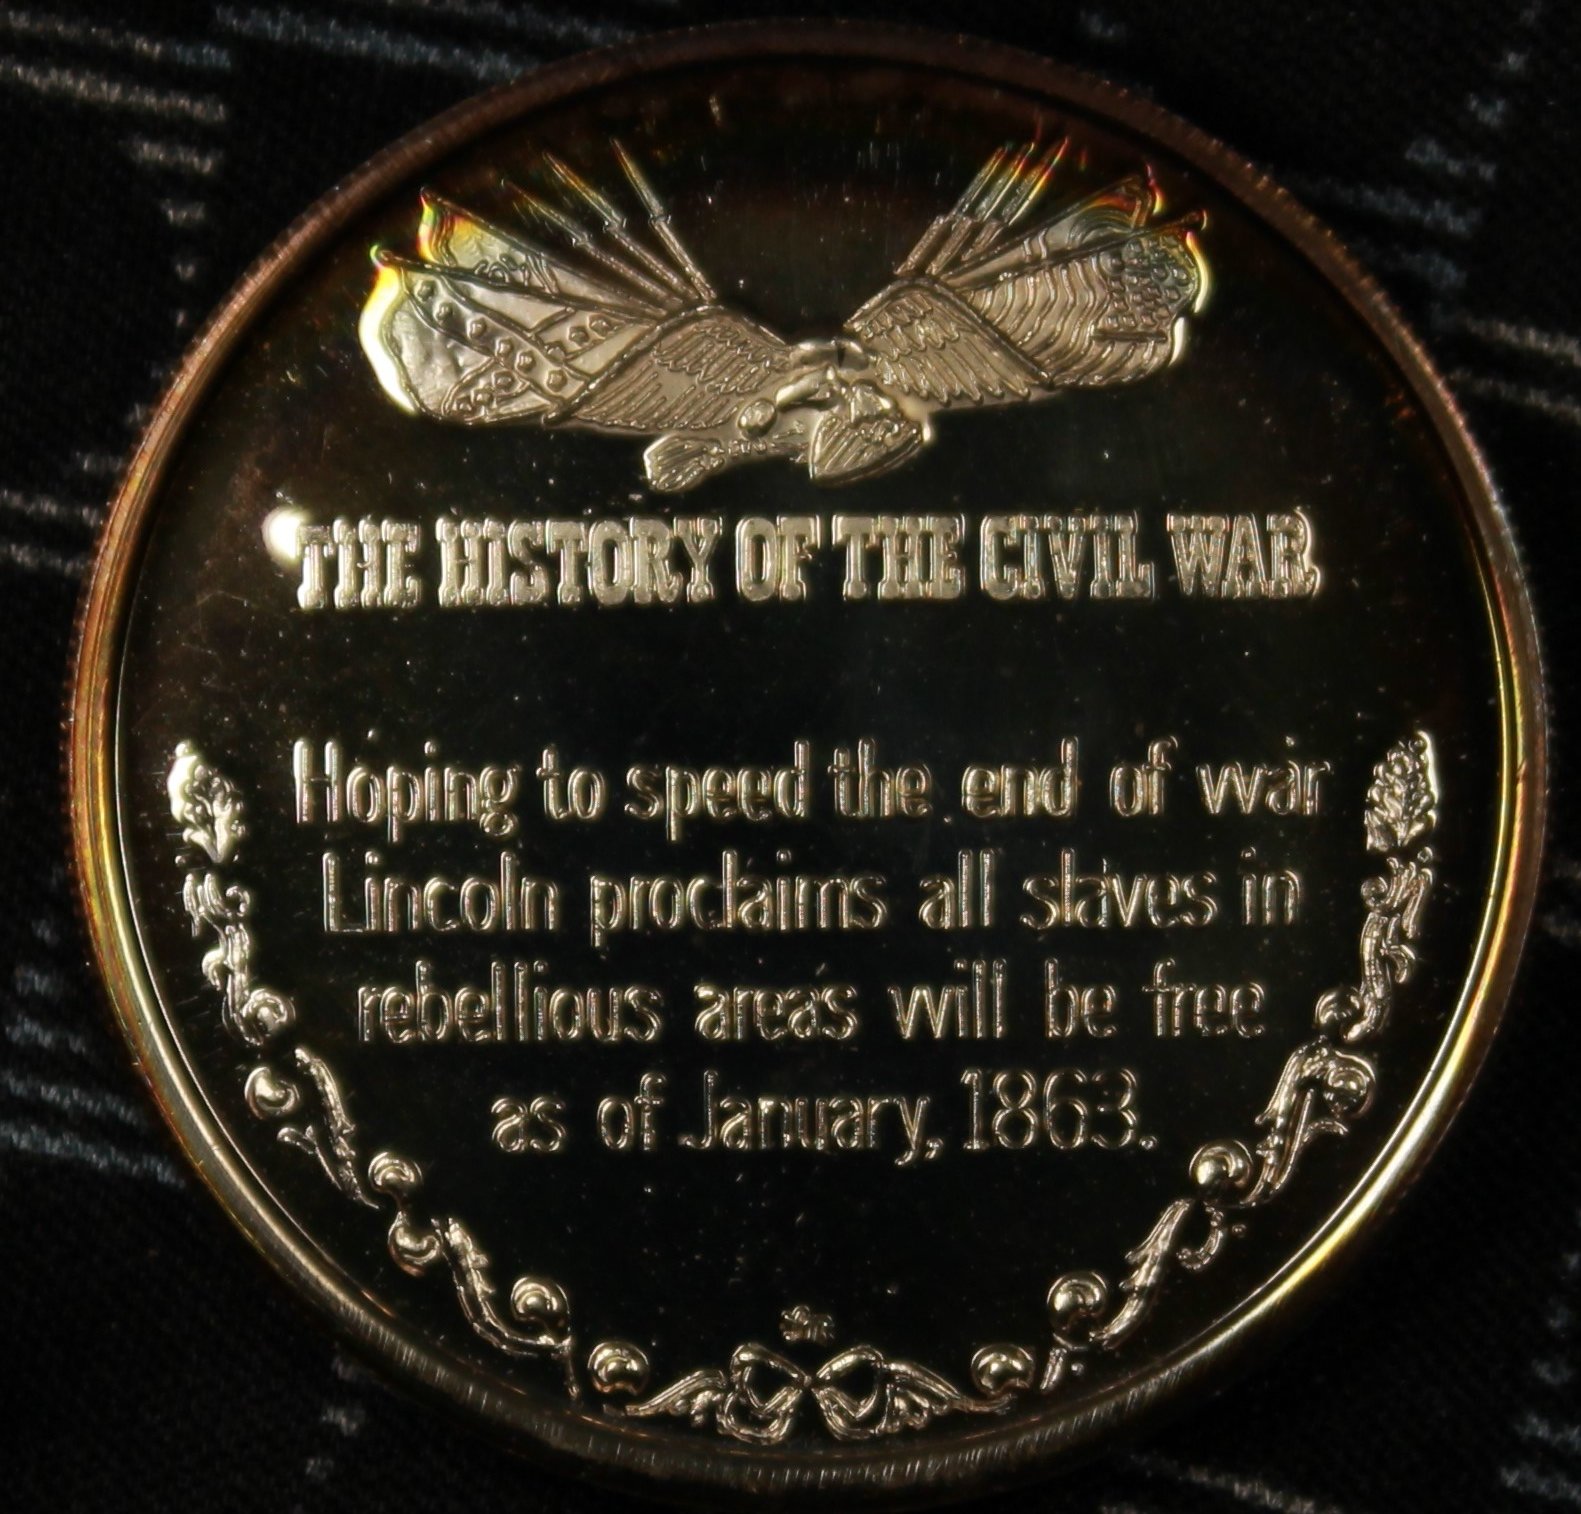 THE HISTORY OF THE CIVIL WAR
Hoping to speed the end of war
Lincoln proclaims all slaves in
rebellious areas will be free
as of January, 1863.